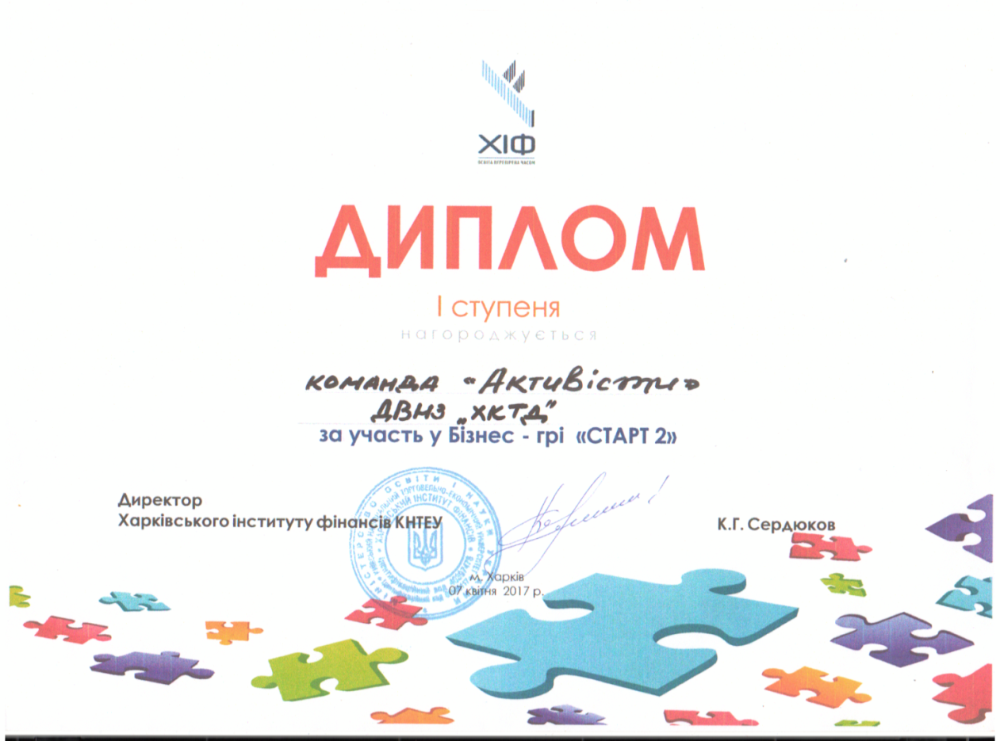 ХІФ
ОСВІТА ПЕРЕВІРЕНА ЧАСОМ
ДИПЛОМ
І ступеня
нагороджується
команда "Активісти"
ДВНЗ „ХКТД"
за участь у Бізнес - грі «СТАРТ 2»
Директор
Харківського інституту фінансів КНТЕУ
К.Г. Сердюков
м. Харків
07 квітня 2017 р.